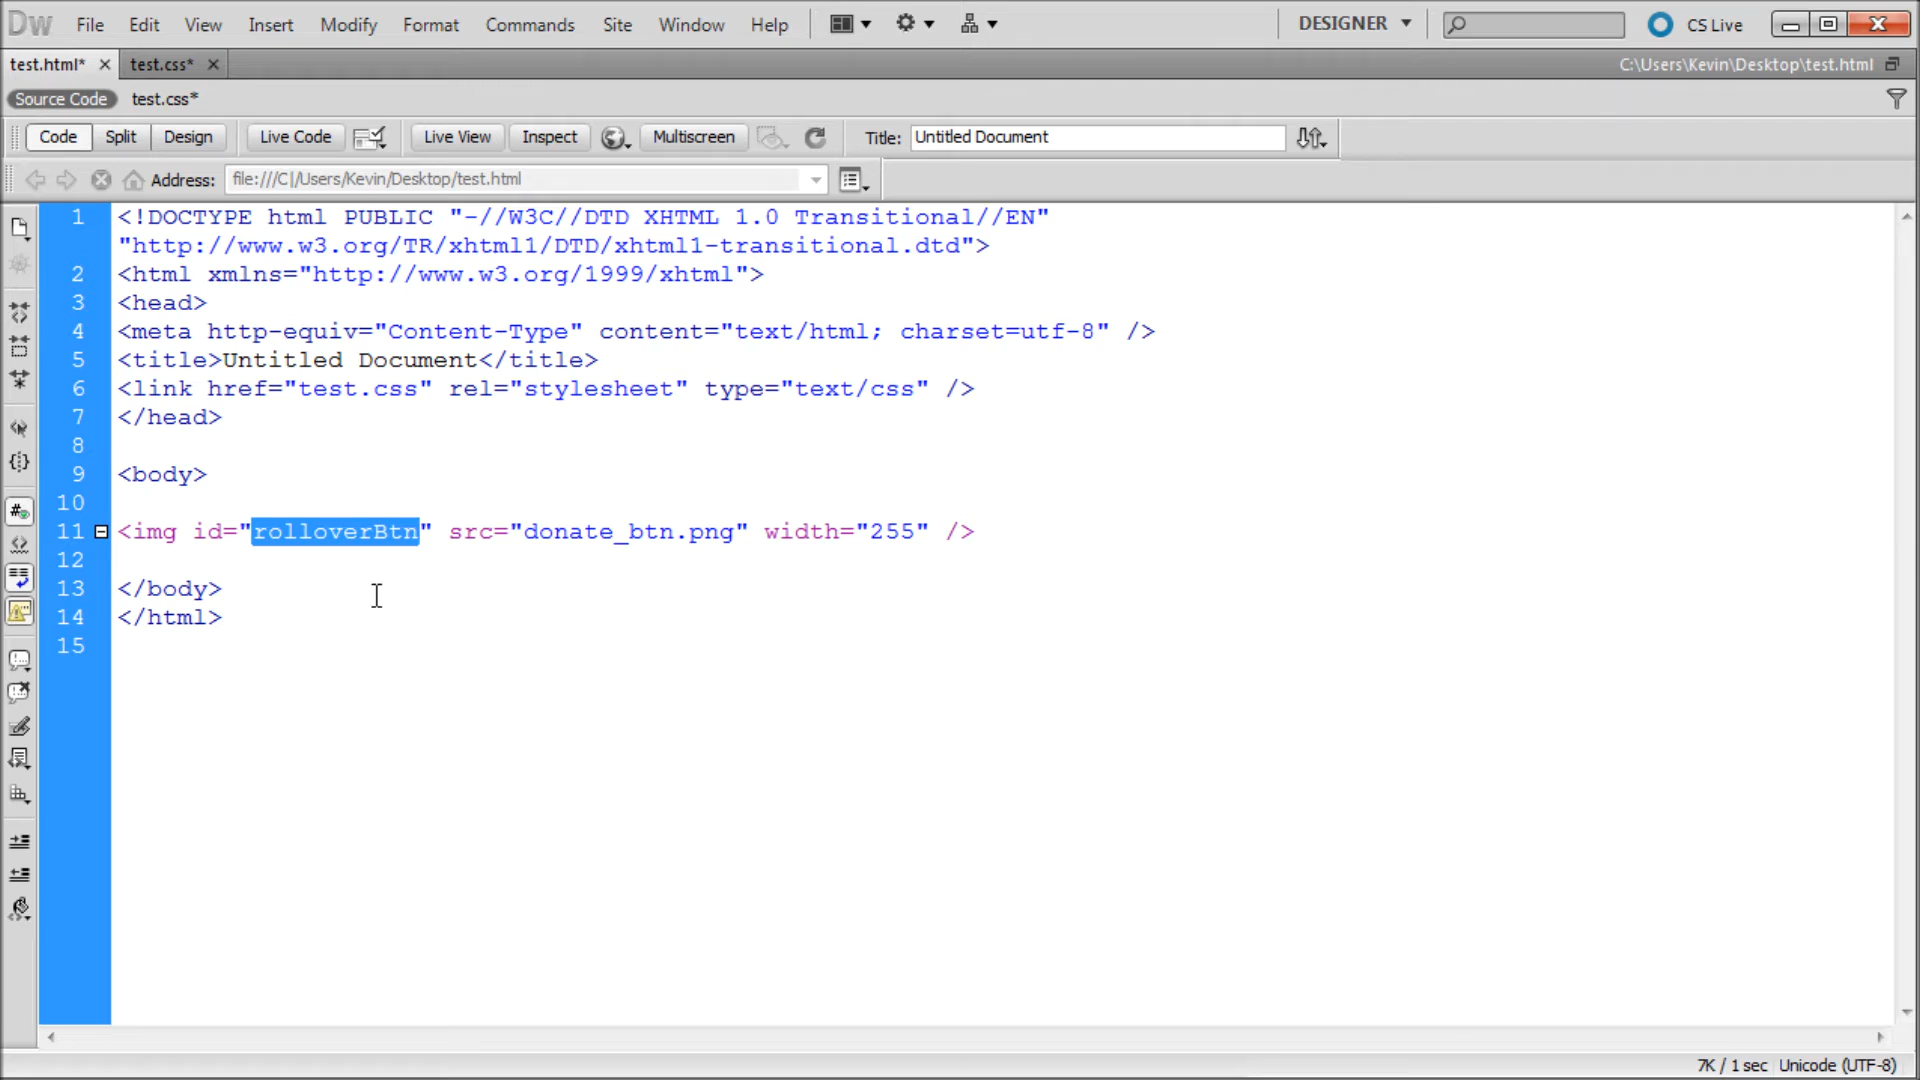 Dw File Edit View Insert Modify Format Commands Site Window Help DESIGNER CS Live
test.html* test.css* C:\Users\Kevin\Desktop\test.html
Source Code test.css*
Code Split Design Live Code Live View Inspect Multiscreen Title: Untitled Document
Address: file:///C|/Users/Kevin/Desktop/test.html
1 <!DOCTYPE html PUBLIC "-//W3C//DTD XHTML 1.0 Transitional//EN"
"http://www.w3.org/TR/xhtml1/DTD/xhtml1-transitional.dtd">
2 <html xmlns="http://www.w3.org/1999/xhtml">
3 <head>
4 <meta http-equiv="Content-Type" content="text/html; charset=utf-8" />
5 <title>Untitled Document</title>
6 <link href="test.css" rel="stylesheet" type="text/css" />
7 </head>
8
9 <body>
10
11 <img id="rolloverBtn" src="donate_btn.png" width="255" />
12
13 </body>
14 </html>
15
7K / 1 sec Unicode (UTF-8)